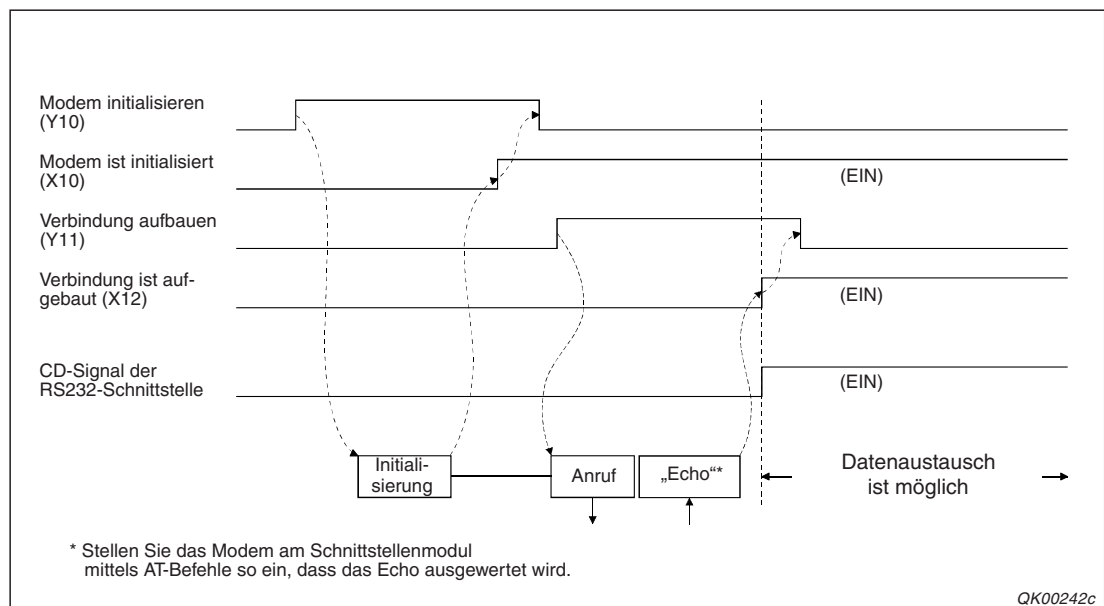 Modem initialisieren
(Y10)
Modem ist initialisiert
(X10)
(EIN)
Verbindung aufbauen
(Y11)
Verbindung ist auf-
gebaut (X12)
(EIN)
CD-Signal der
RS232-Schnittstelle
(EIN)
Initiali-
sierung
Anruf
„Echo“*
Datenaustausch
ist möglich
* Stellen Sie das Modem am Schnittstellenmodul
mittels AT-Befehle so ein, dass das Echo ausgewertet wird.
QK00242c